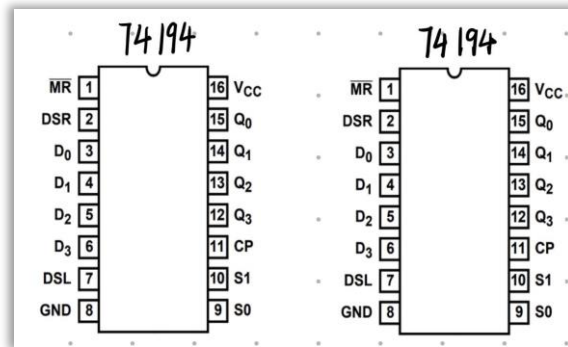 74194 74194
M̅R̅ 1 16 VCC M̅R̅ 1 16 VCC
DSR 2 15 Q0 DSR 2 15 Q0
D0 3 14 Q1 D0 3 14 Q1
D1 4 13 Q2 D1 4 13 Q2
D2 5 12 Q3 D2 5 12 Q3
D3 6 11 CP D3 6 11 CP
DSL 7 10 S1 DSL 7 10 S1
GND 8 9 S0 GND 8 9 S0